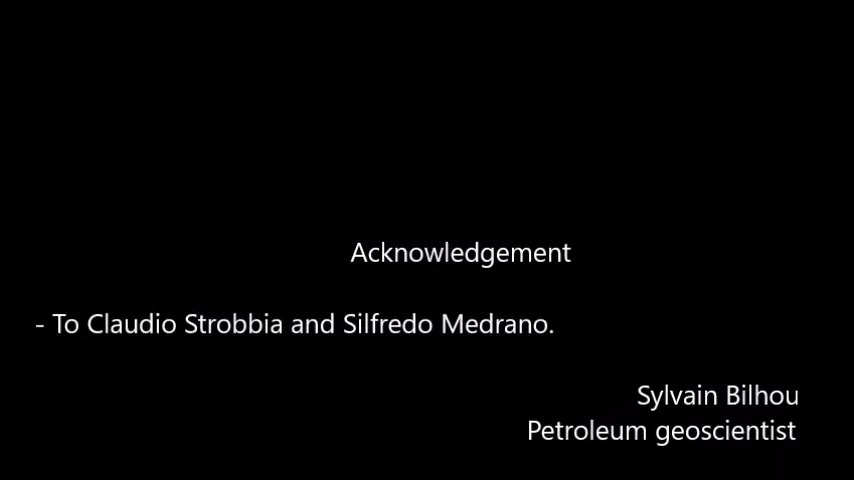 Acknowledgement
- To Claudio Strobbia and Silfredo Medrano.
Sylvain Bilhou
Petroleum geoscientist